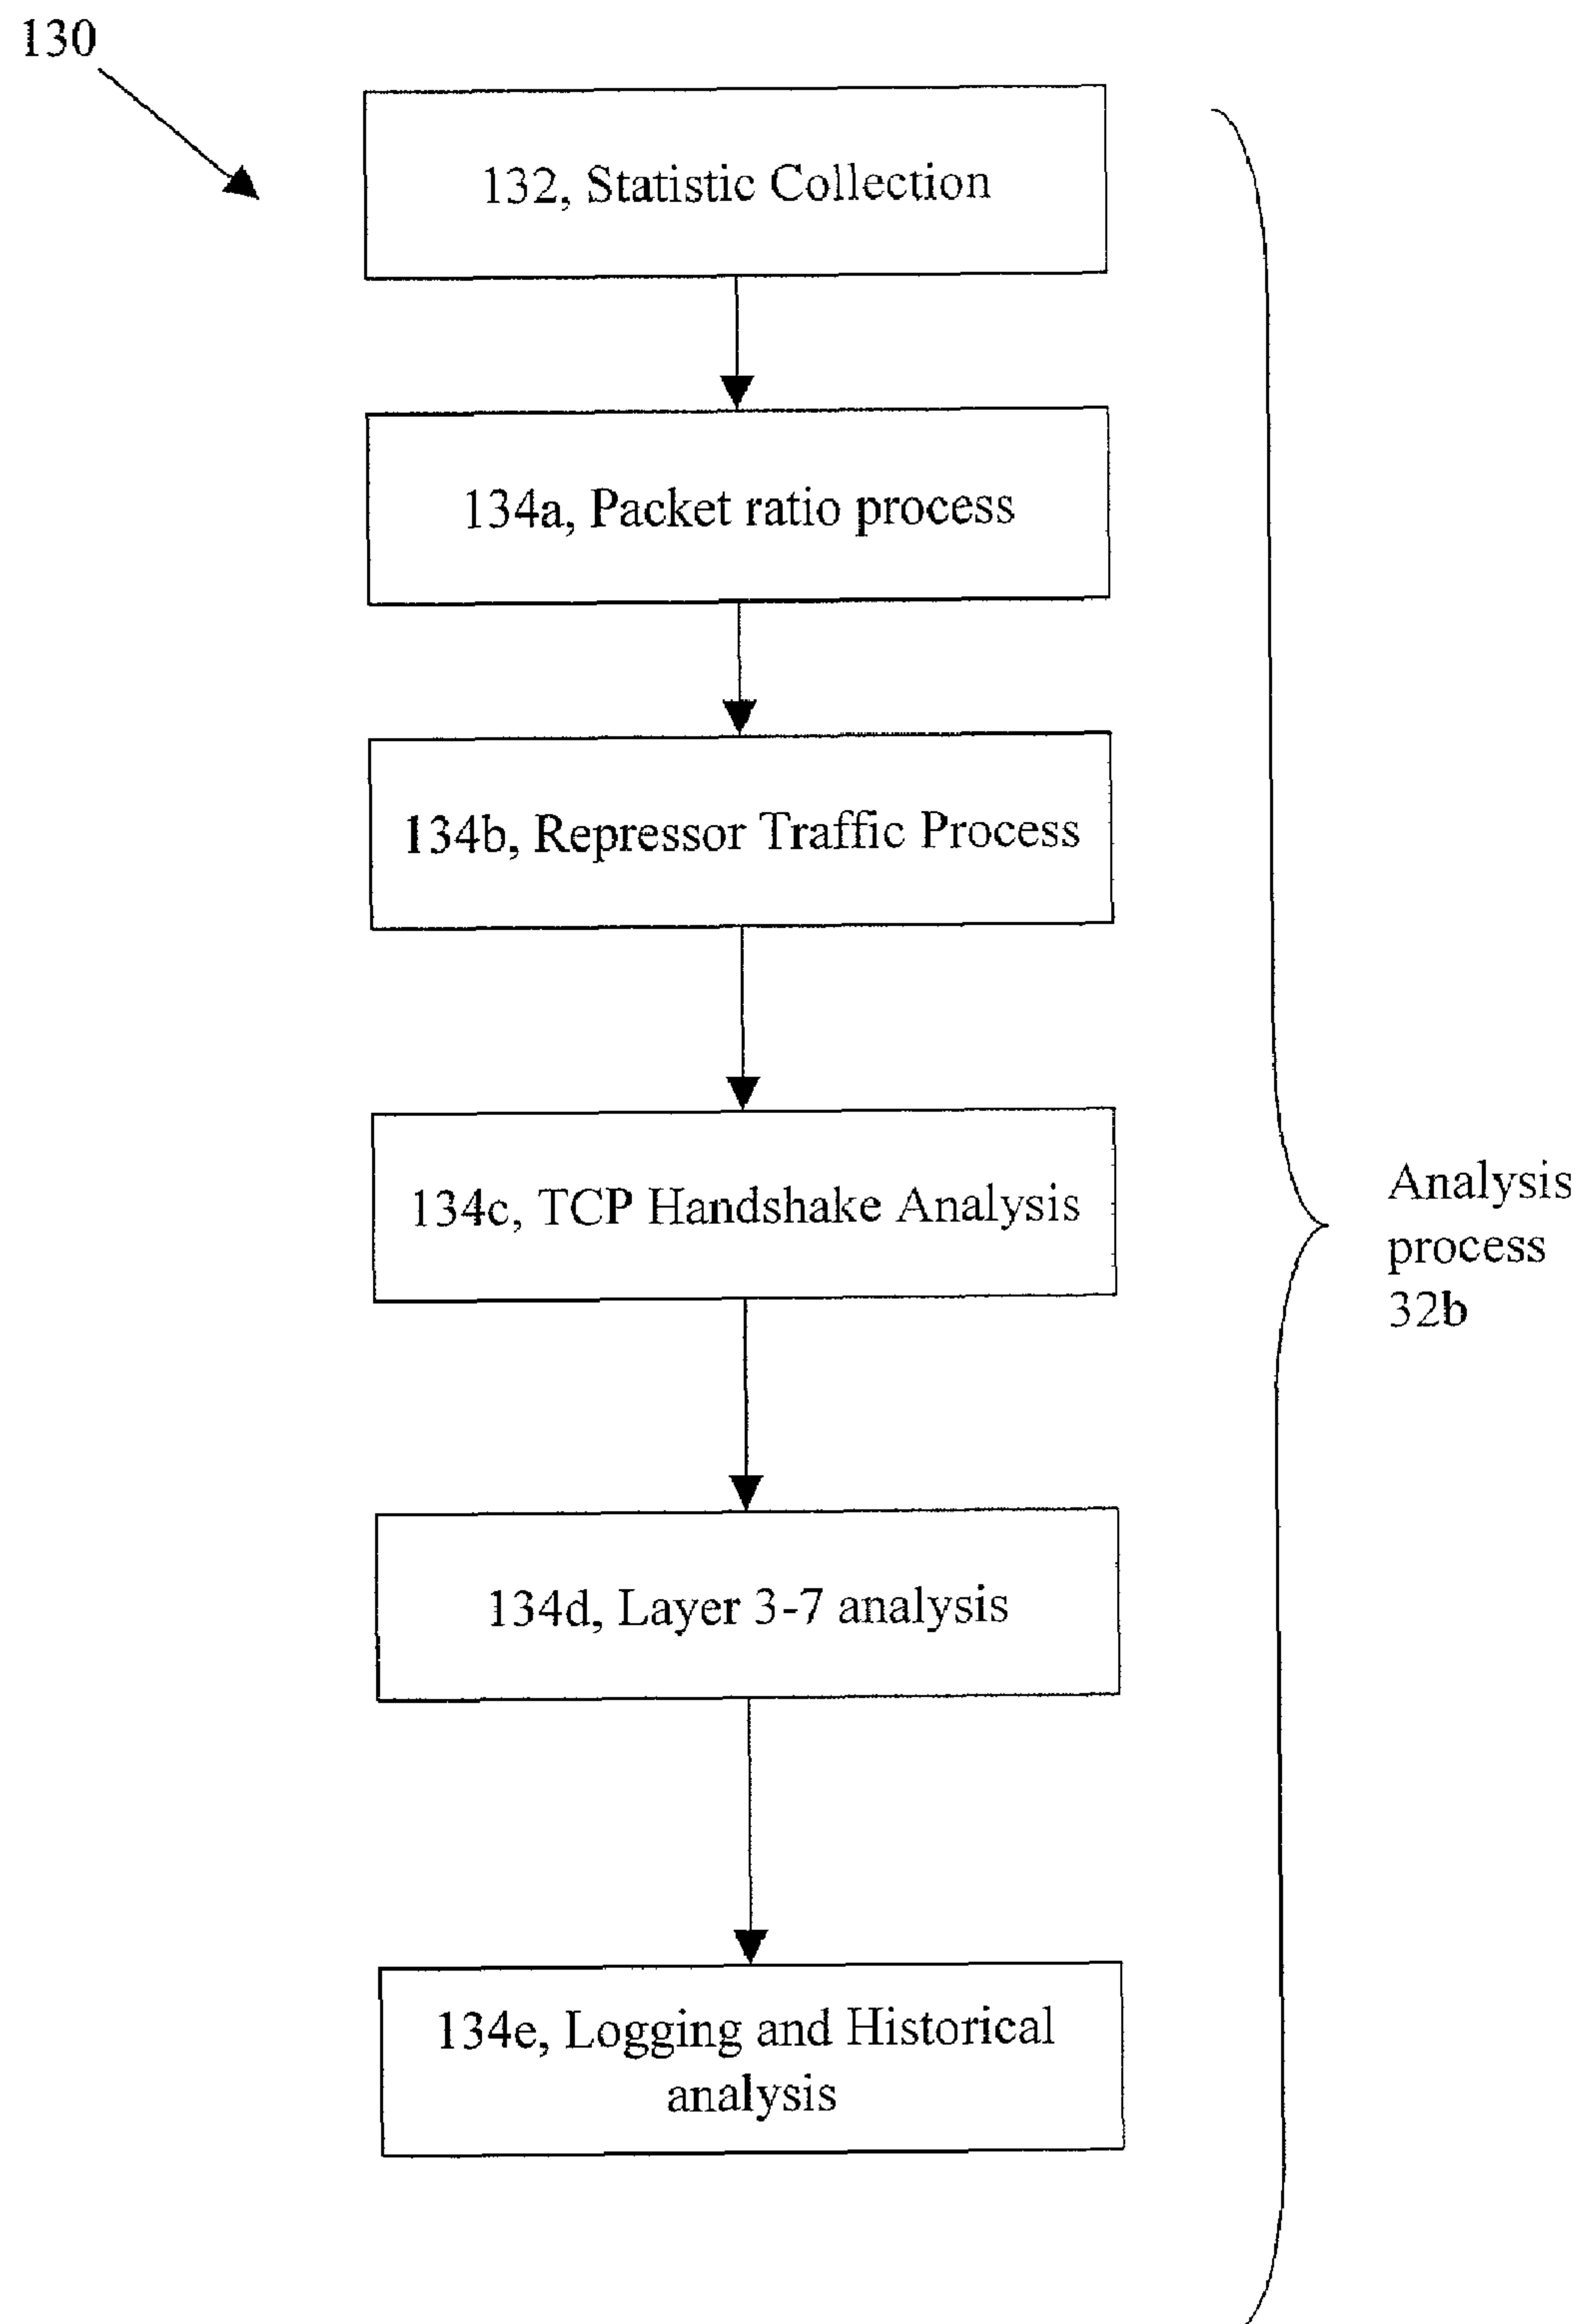 130
132, Statistic Collection
134a, Packet ratio process
134b, Repressor Traffic Process
134c, TCP Handshake Analysis
Analysis
process
32b
134d, Layer 3-7 analysis
134e, Logging and Historical
analysis